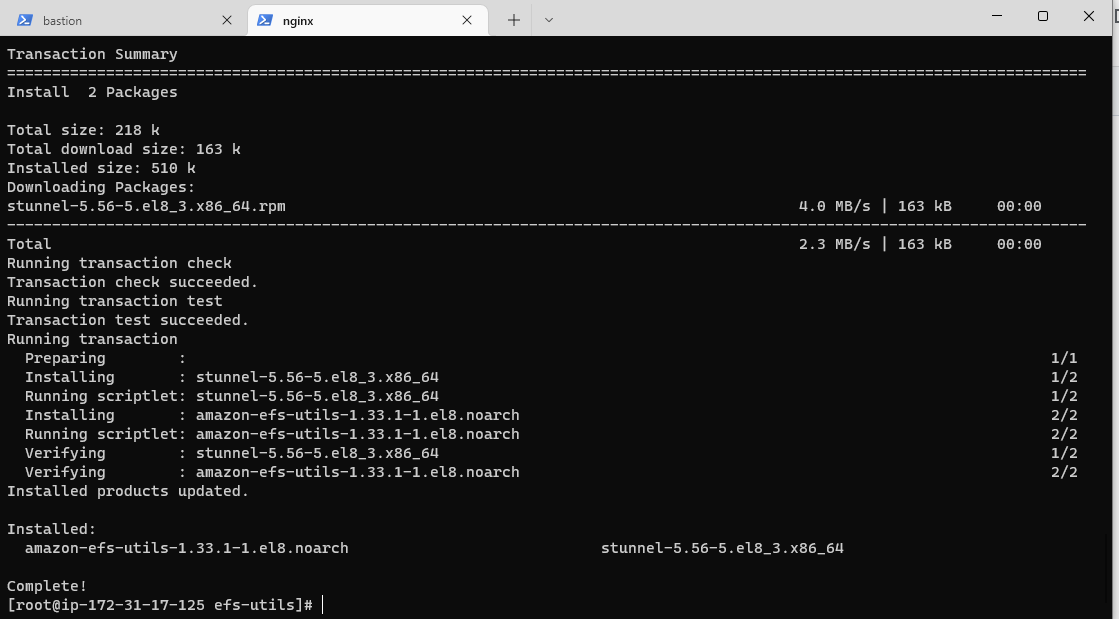 bastion
nginx
Transaction Summary
================================================================================
Install  2 Packages
Total size: 218 k
Total download size: 163 k
Installed size: 510 k
Downloading Packages:
stunnel-5.56-5.el8_3.x86_64.rpm 4.0 MB/s | 163 kB 00:00
--------------------------------------------------------------------------------
Total 2.3 MB/s | 163 kB 00:00
Running transaction check
Transaction check succeeded.
Running transaction test
Transaction test succeeded.
Running transaction
Preparing : 1/1
Installing : stunnel-5.56-5.el8_3.x86_64 1/2
Running scriptlet: stunnel-5.56-5.el8_3.x86_64 1/2
Installing : amazon-efs-utils-1.33.1-1.el8.noarch 2/2
Running scriptlet: amazon-efs-utils-1.33.1-1.el8.noarch 2/2
Verifying : stunnel-5.56-5.el8_3.x86_64 1/2
Verifying : amazon-efs-utils-1.33.1-1.el8.noarch 2/2
Installed products updated.
Installed:
amazon-efs-utils-1.33.1-1.el8.noarch stunnel-5.56-5.el8_3.x86_64
Complete!
[root@ip-172-31-17-125 efs-utils]#